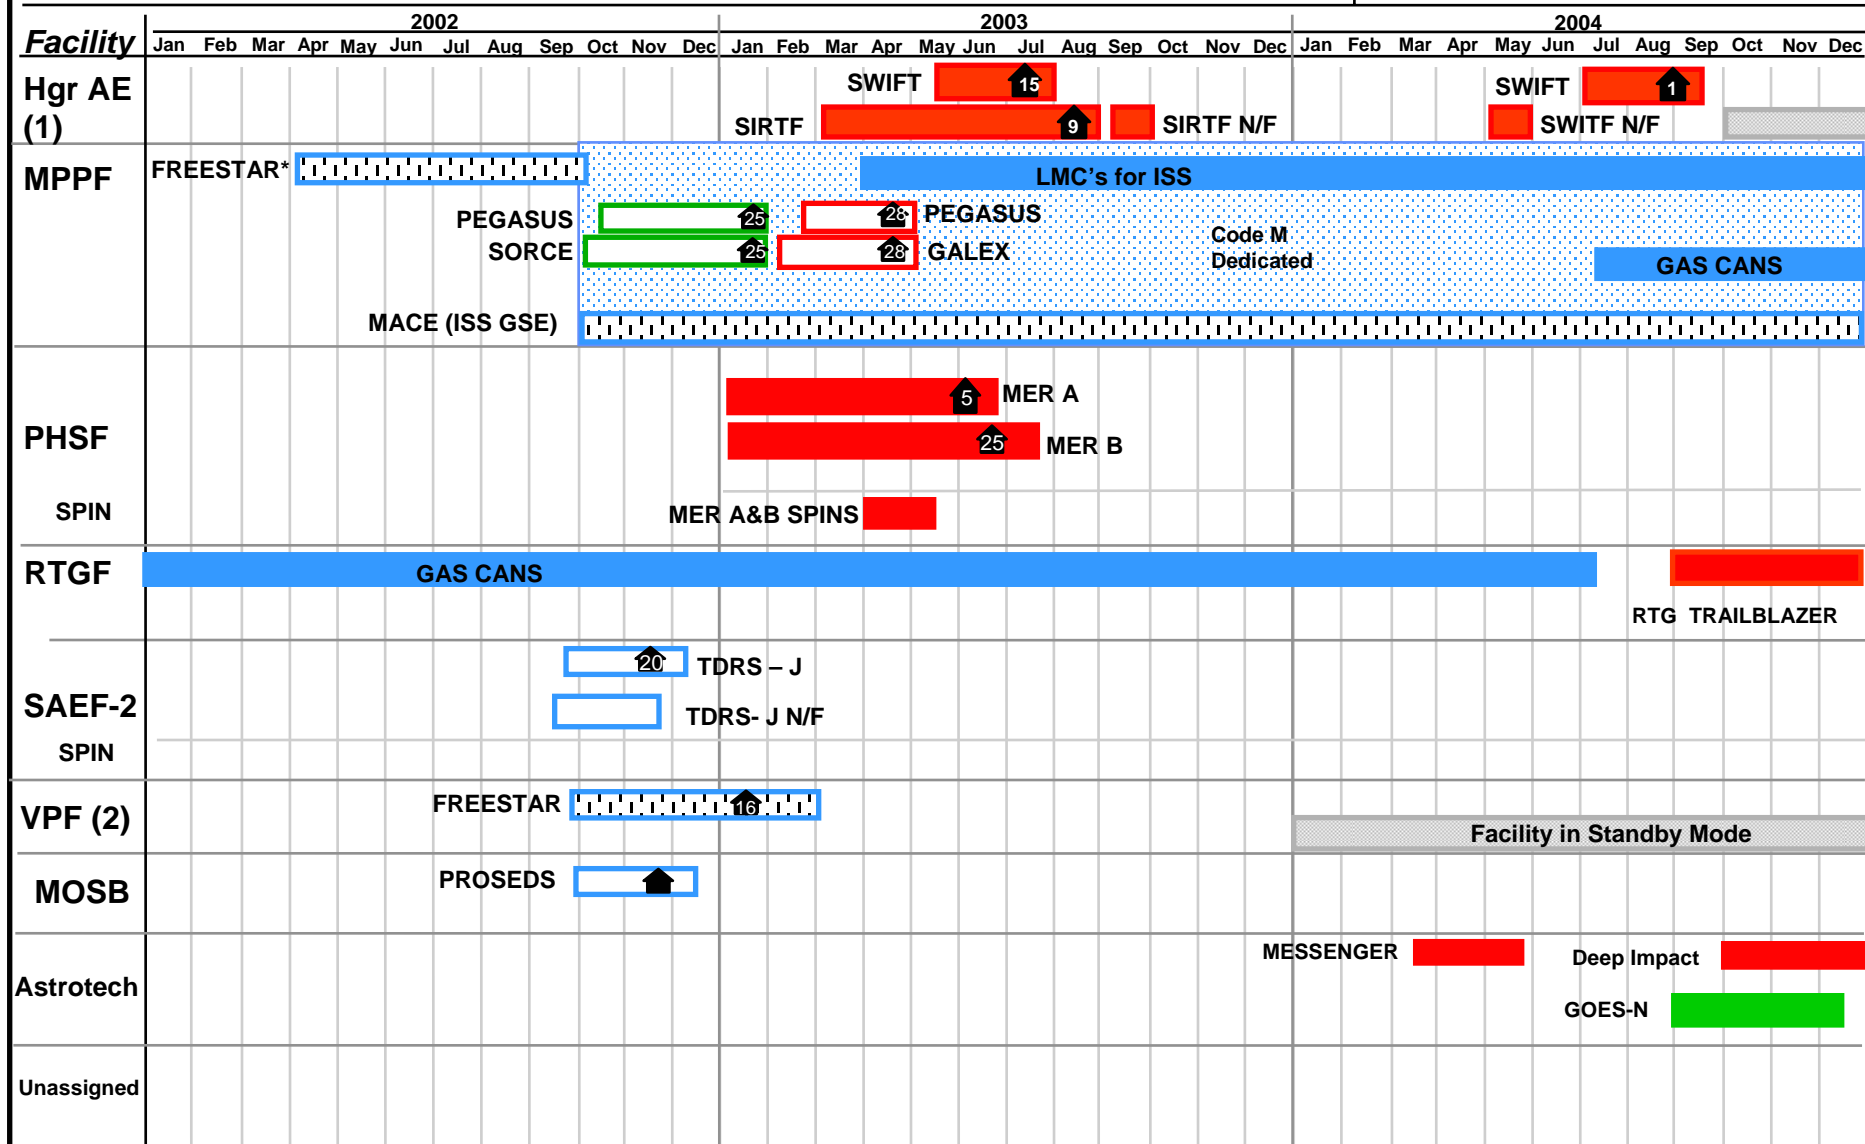 2002 2003 2004
Facility Jan Feb Mar Apr May Jun Jul Aug Sep Oct Nov Dec Jan Feb Mar Apr May Jun Jul Aug Sep Oct Nov Dec Jan Feb Mar Apr May Jun Jul Aug Sep Oct Nov Dec
Hgr AE
(1)
SWIFT 15
SWIFT 1
SIRTF 9 SIRTF N/F
SWITF N/F
MPPF
FREESTAR*
LMC's for ISS
PEGASUS 25 28 PEGASUS
SORCE 25 28 GALEX
Code M
Dedicated
GAS CANS
MACE (ISS GSE)
PHSF
5 MER A
25 MER B
SPIN
MER A&B SPINS
RTGF
GAS CANS
RTG TRAILBLAZER
SAEF-2
20 TDRS – J
TDRS- J N/F
SPIN
VPF (2)
FREESTAR 16
Facility in Standby Mode
MOSB
PROSEDS
Astrotech
MESSENGER
Deep Impact
GOES-N
Unassigned